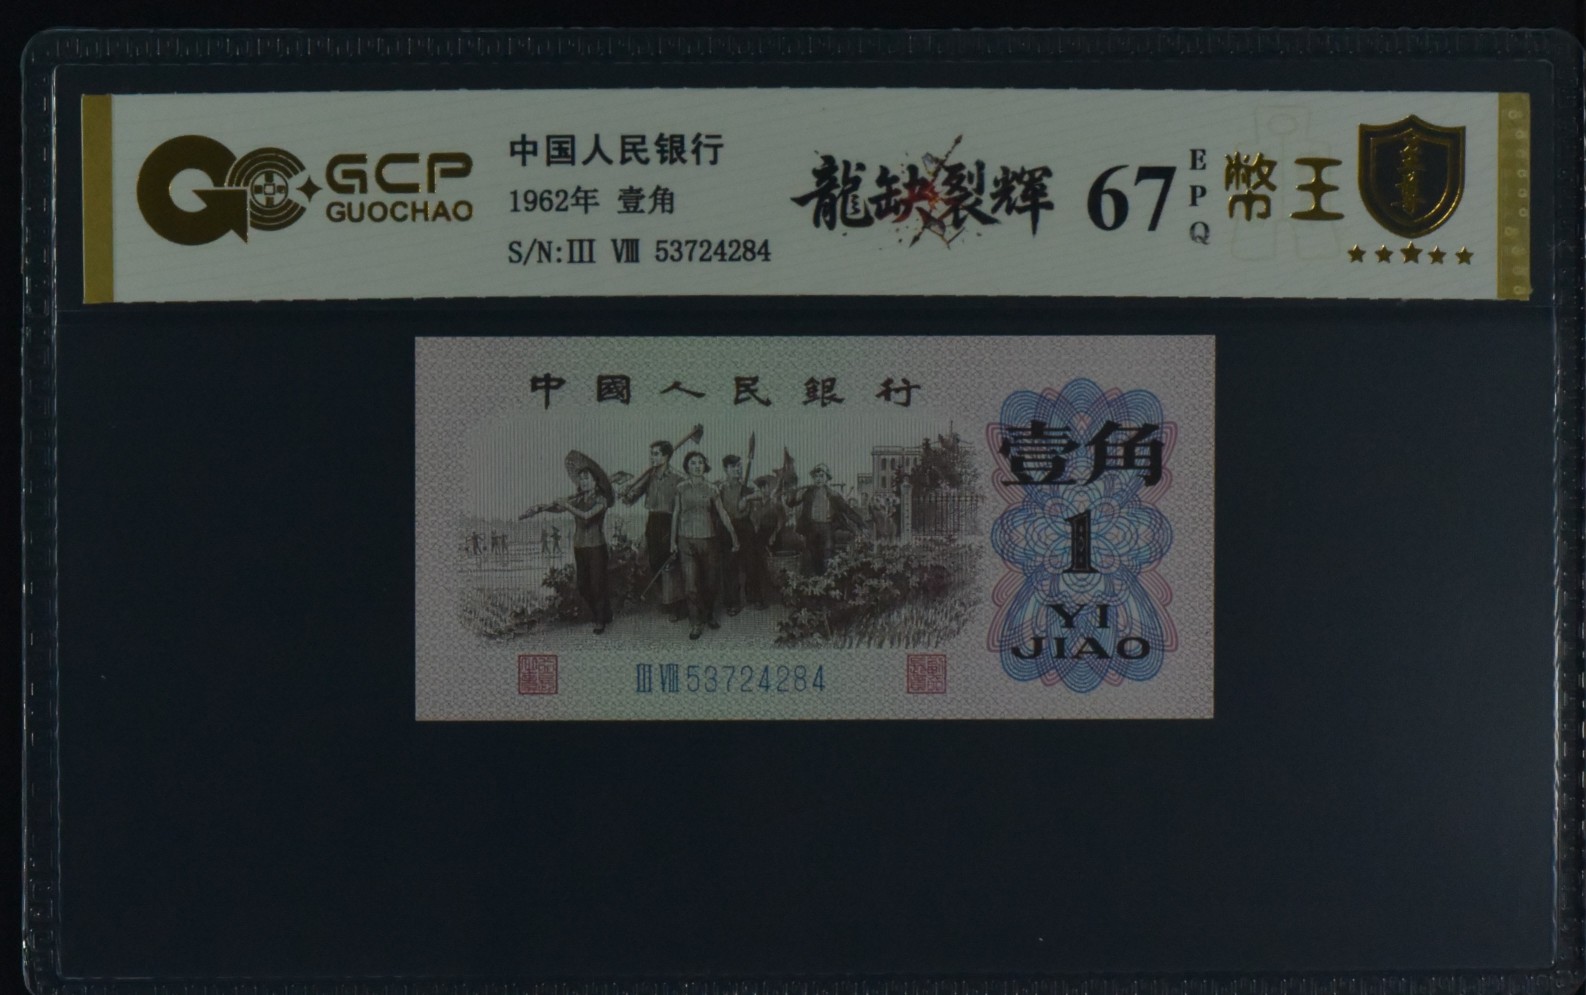 GCP
GUOCHAO
中国人民银行
1962年 壹角
S/N:III VIII 53724284
龍缺裂辉
67
EPQ
幣王
中國人民銀行
壹角
1
YI
JIAO
III VIII 53724284